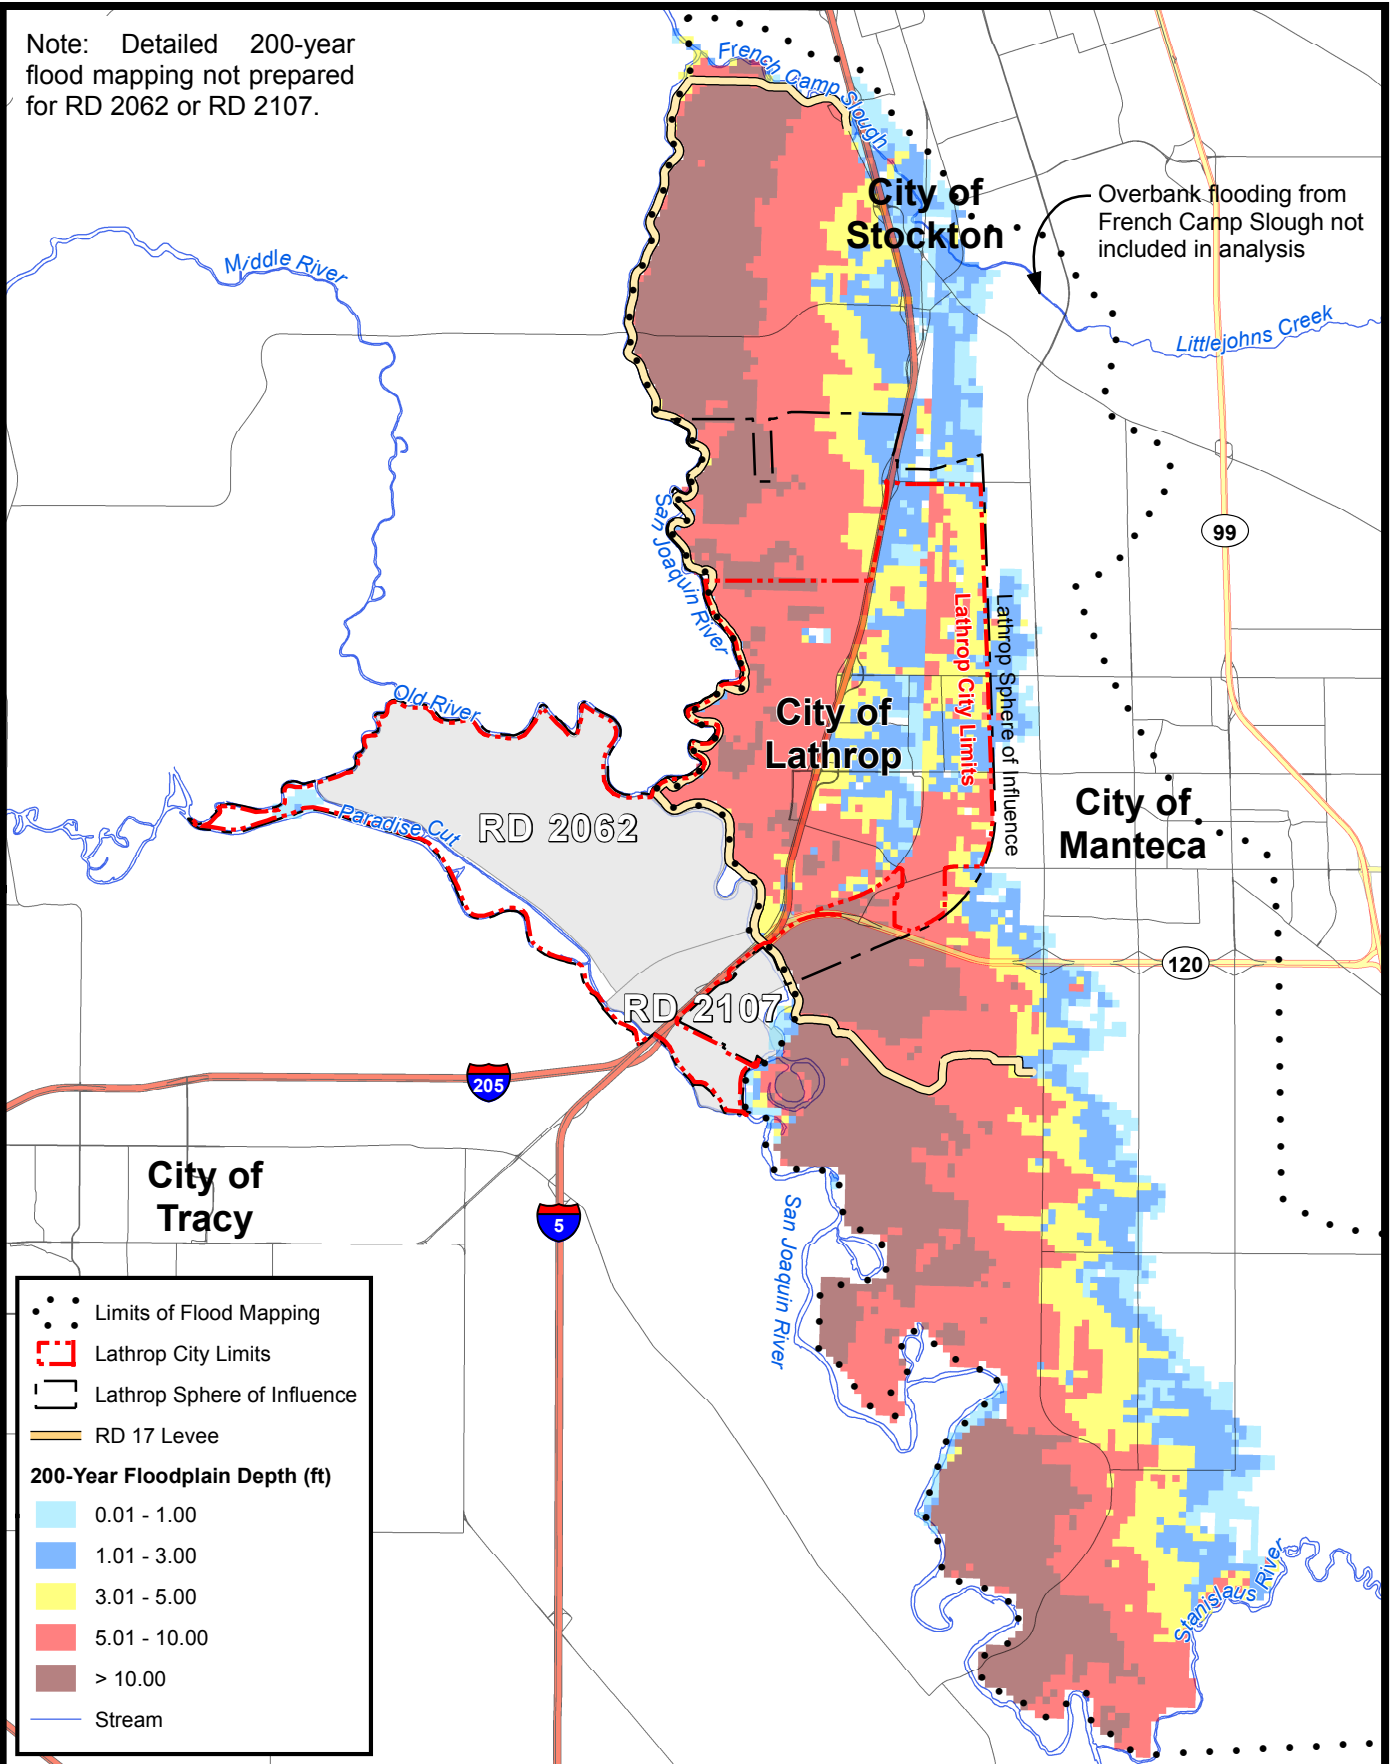 Note: Detailed 200-year
flood mapping not prepared
for RD 2062 or RD 2107.
French Camp Slough
City of
Stockton
Overbank flooding from
French Camp Slough not
included in analysis
Middle River
Littlejohns Creek
99
San Joaquin River
Lathrop City Limits
Lathrop Sphere of Influence
Old River
City of
Lathrop
Paradise Cut
RD 2062
City of
Manteca
120
RD 2107
205
City of
Tracy
5
San Joaquin River
Stanislaus River
Limits of Flood Mapping
Lathrop City Limits
Lathrop Sphere of Influence
RD 17 Levee
200-Year Floodplain Depth (ft)
0.01 - 1.00
1.01 - 3.00
3.01 - 5.00
5.01 - 10.00
> 10.00
Stream